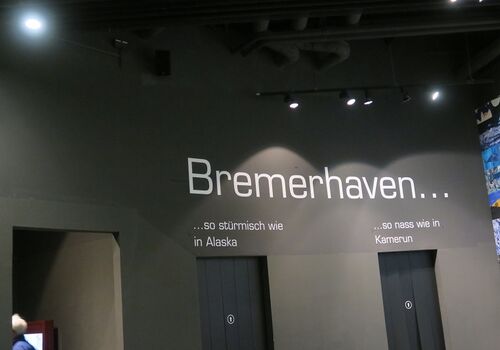 Bremerhaven...
...so stürmisch wie
in Alaska
...so nass wie in
Kamerun